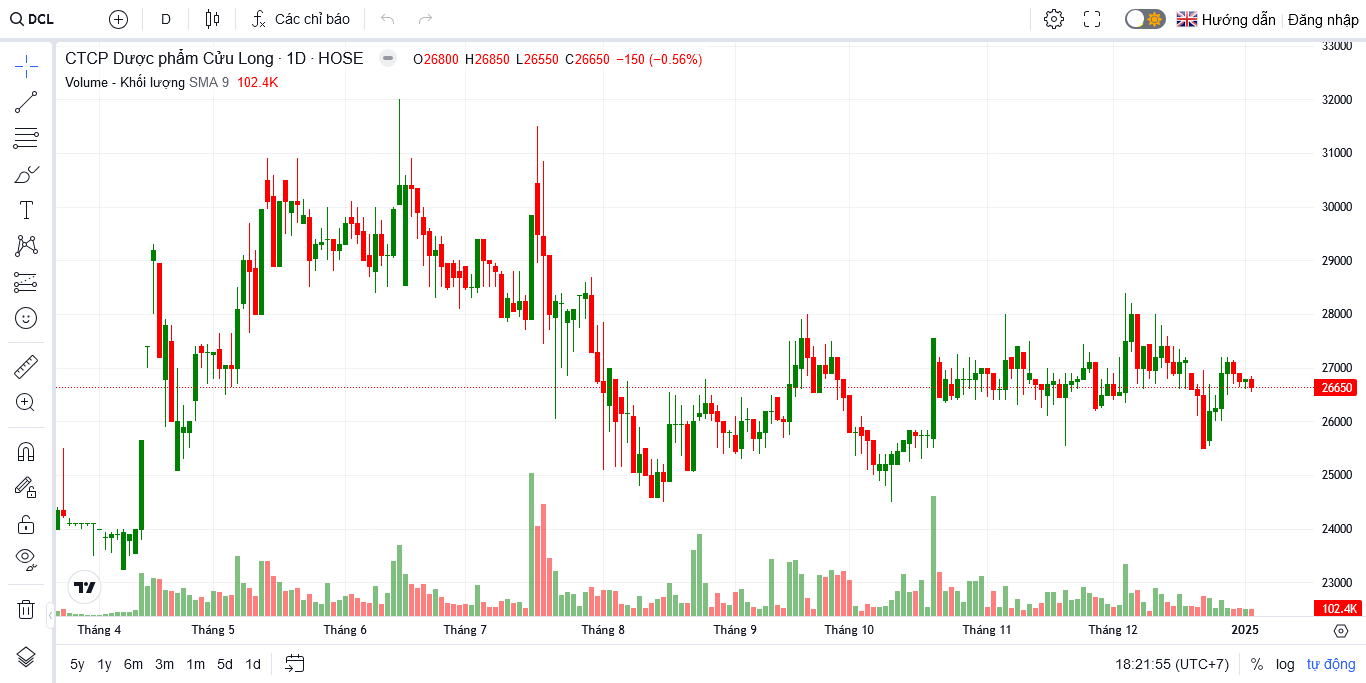 DCL D Các chỉ báo Hướng dẫn Đăng nhập
CTCP Dược phẩm Cửu Long · 1D · HOSE O26800 H26850 L26550 C26650 −150 (−0.56%)
Volume - Khối lượng SMA 9 102.4K
33000
32000
31000
30000
29000
28000
27000
26650
26000
25000
24000
23000
102.4K
Tháng 4 Tháng 5 Tháng 6 Tháng 7 Tháng 8 Tháng 9 Tháng 10 Tháng 11 Tháng 12 2025
5y 1y 6m 3m 1m 5d 1d 18:21:55 (UTC+7) % log tự động